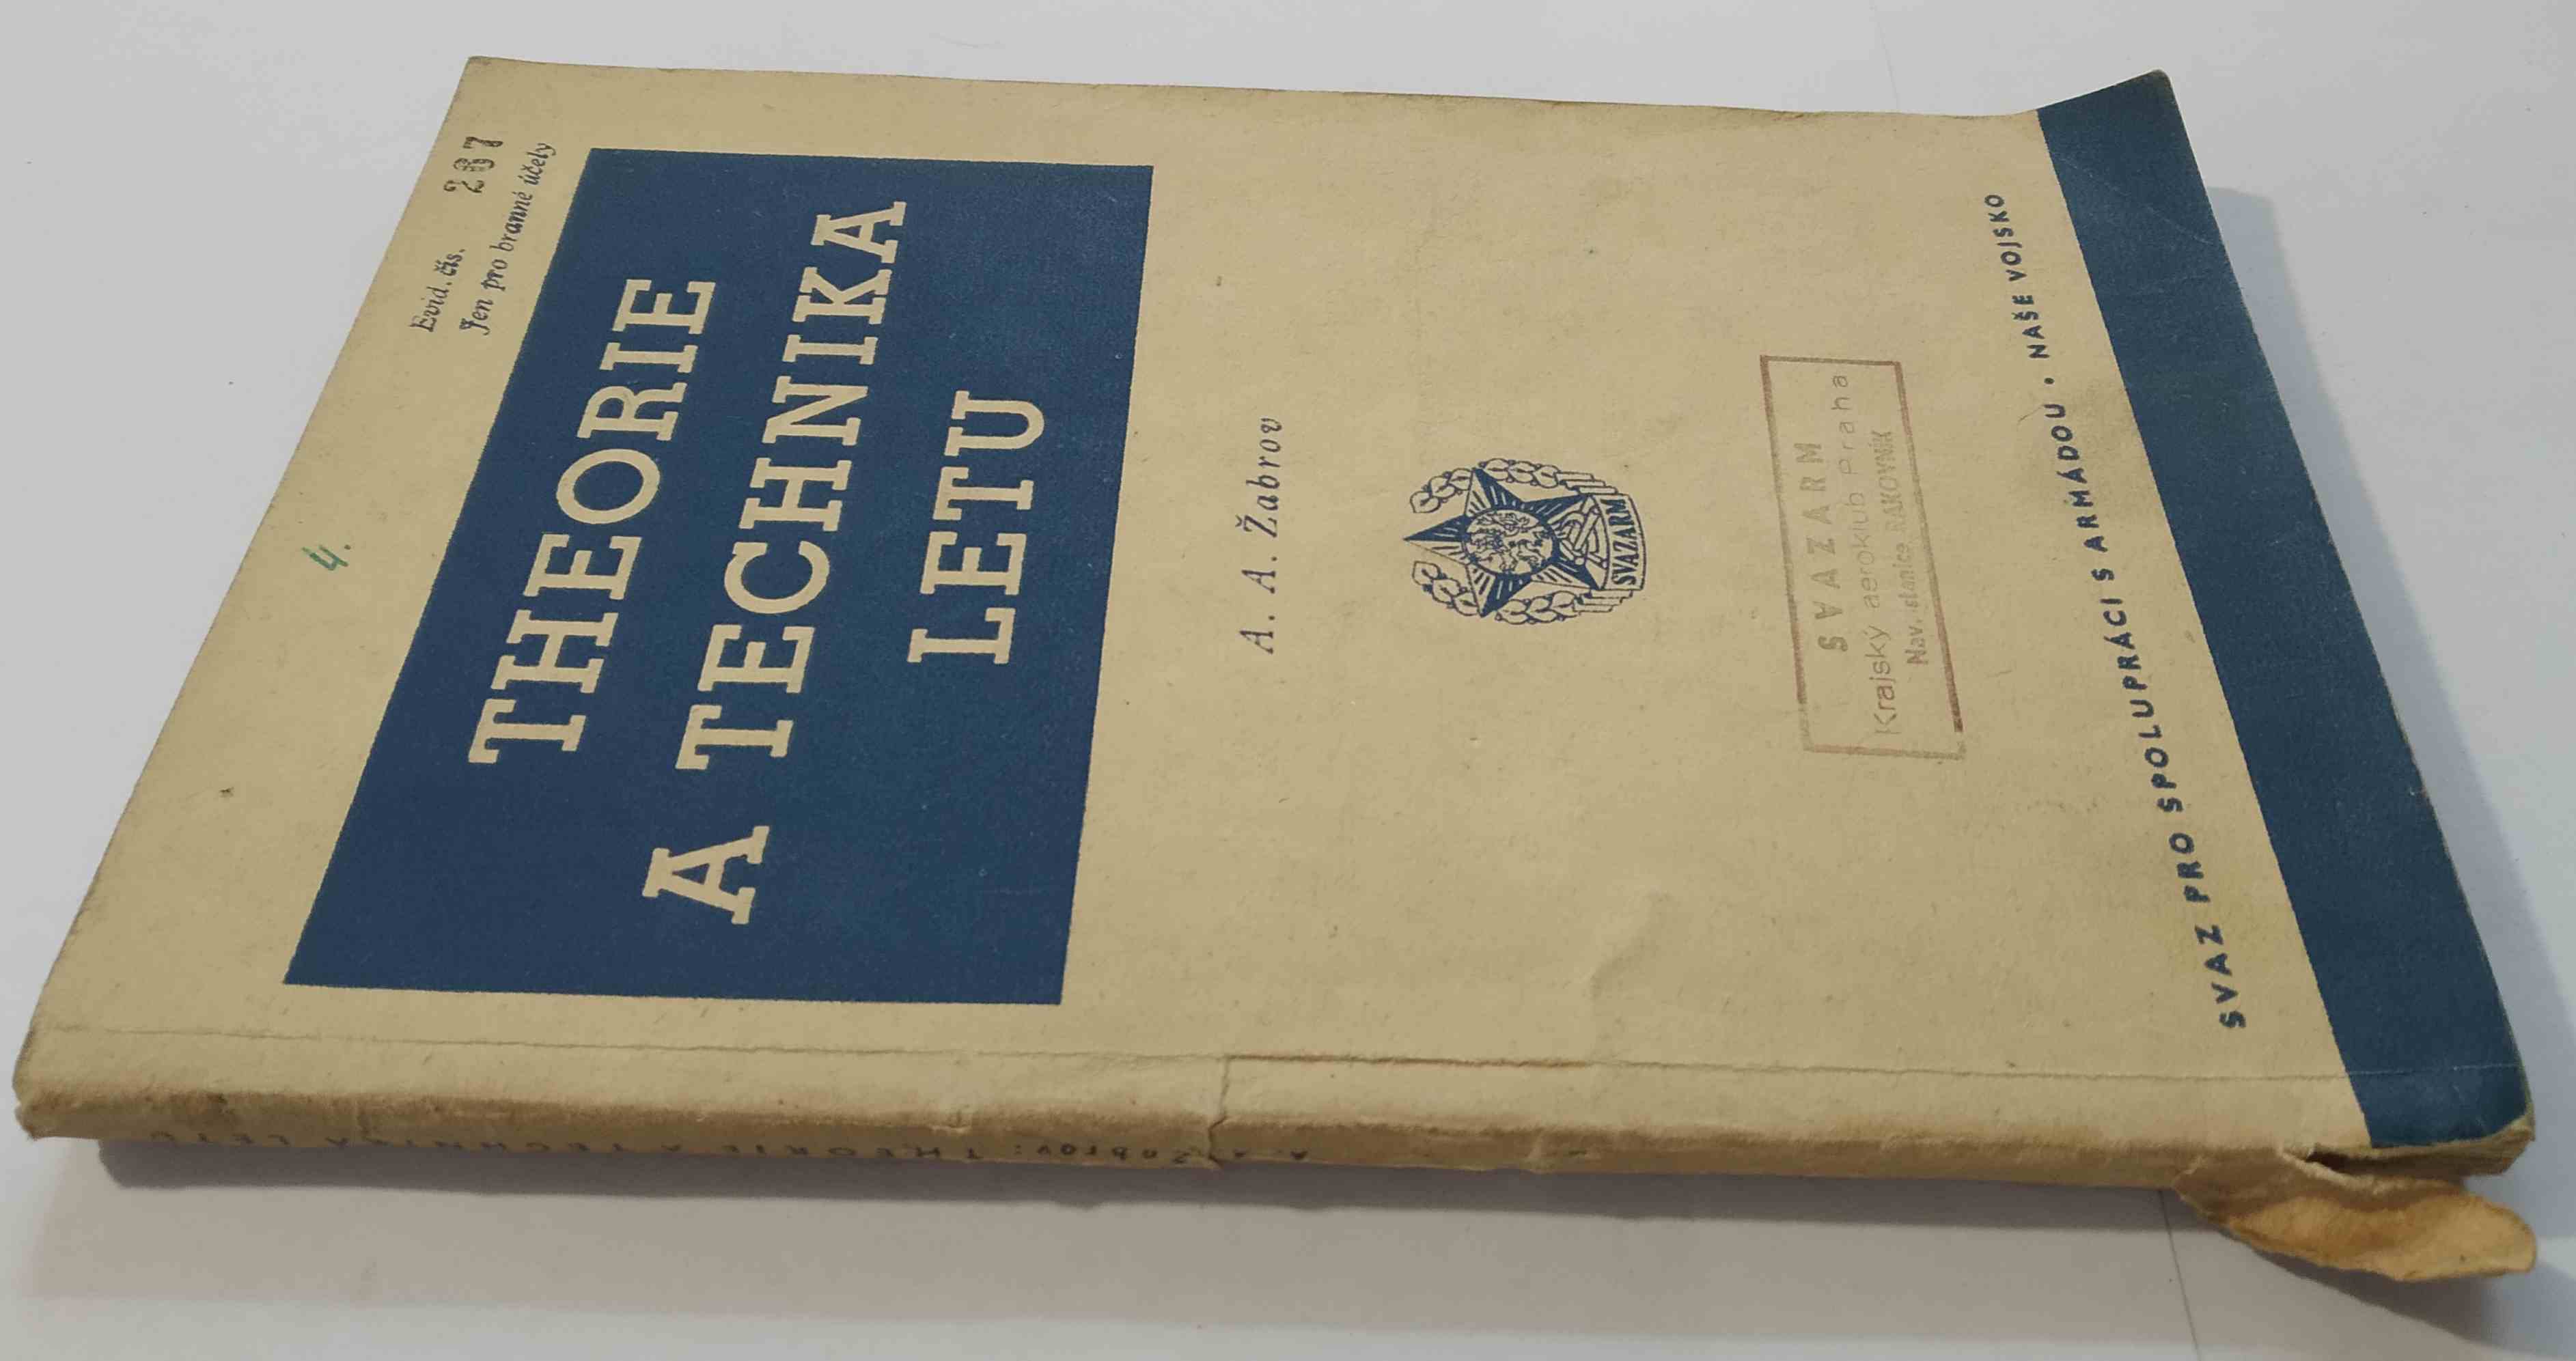 Evid. čís. 267
Jen pro branné účely
4.
THEORIE
A TECHNIKA
LETU
A. A. Žabrov
SVAZARM
SVAZARM
Krajský aeroklub Praha
Nav. stanice RAKOVNÍK
SVAZ PRO SPOLUPRÁCI S ARMÁDOU • NAŠE VOJSKO
A. A. Žabrov: THEORIE A TECHNIKA LETU